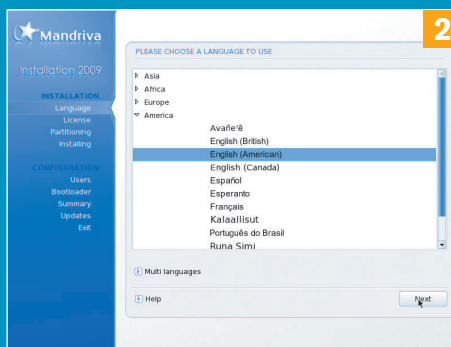 2
Mandriva
Installation 2009
INSTALLATION
Language
License
Partitioning
Installing
CONFIGURATION
Users
Bootloader
Summary
Updates
Exit
PLEASE CHOOSE A LANGUAGE TO USE
Asia
Africa
Europe
America
Avañe'ẽ
English (British)
English (American)
English (Canada)
Español
Esperanto
Français
Kalaallisut
Português do Brasil
Runa Simi
Multi languages
Help
Next